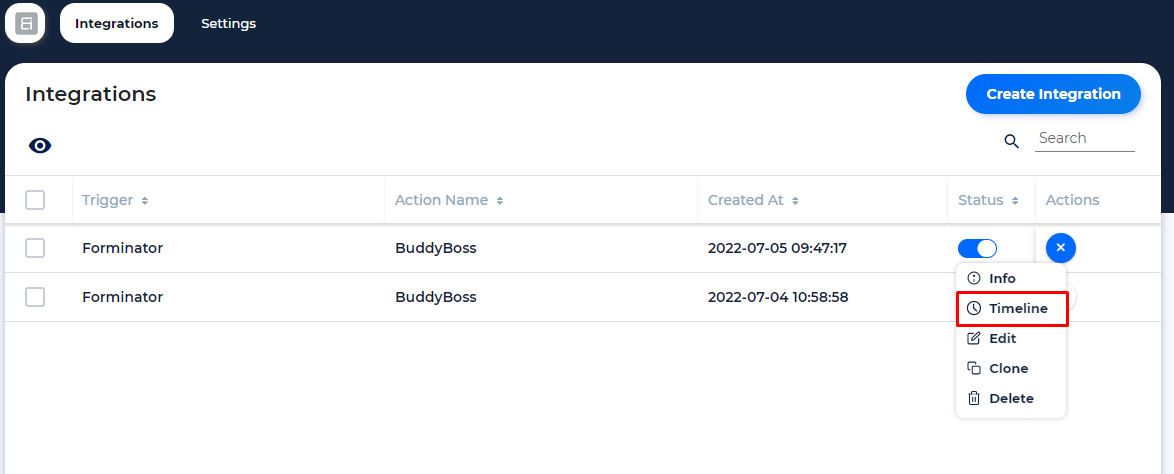 Integrations Settings
Integrations
Create Integration
Search
Trigger Action Name Created At Status Actions
Forminator BuddyBoss 2022-07-05 09:47:17
Forminator BuddyBoss 2022-07-04 10:58:58
Info
Timeline
Edit
Clone
Delete